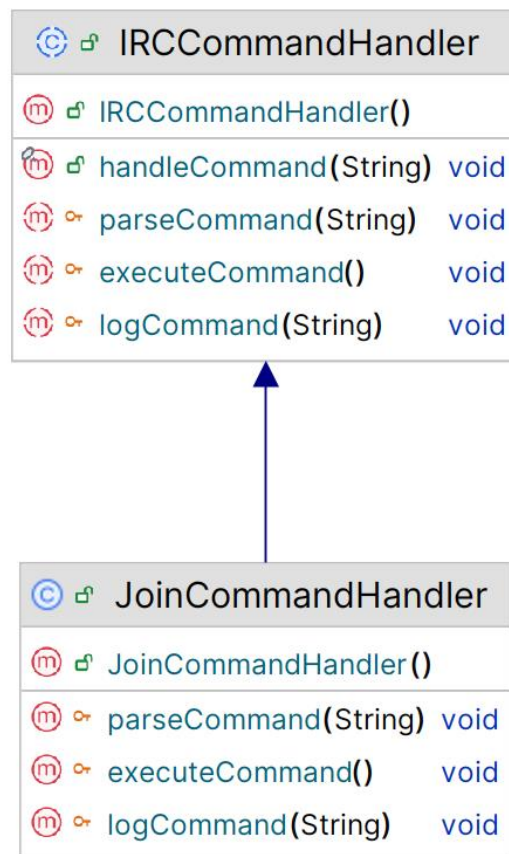 IRCCommandHandler
IRCCommandHandler()
handleCommand(String) void
parseCommand(String) void
executeCommand() void
logCommand(String) void
JoinCommandHandler
JoinCommandHandler()
parseCommand(String) void
executeCommand() void
logCommand(String) void